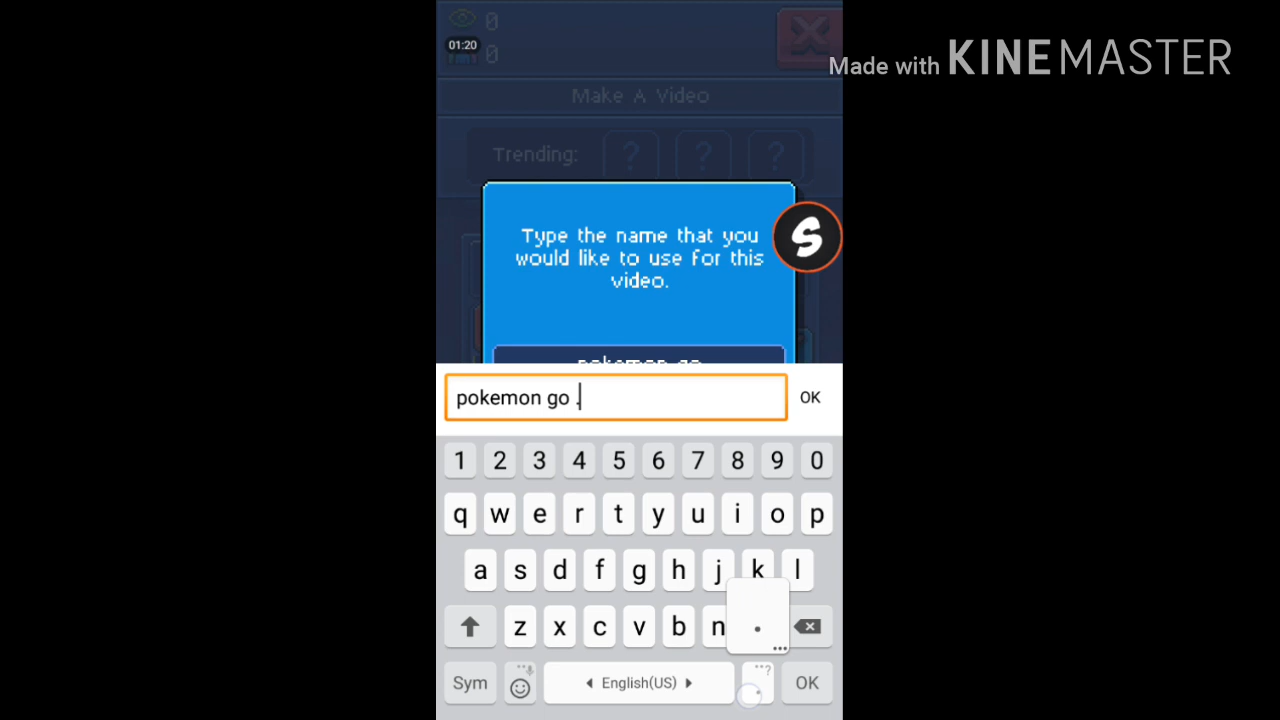 0
01:20
0
Made with KINEMASTER
Make A Video
Trending: ? ? ?
Type the name that you
would like to use for this
video.
S
pokemon go
pokemon go . OK
1 2 3 4 5 6 7 8 9 0
q w e r t y u i o p
a s d f g h j k l
z x c v b n .
Sym English(US) ? OK